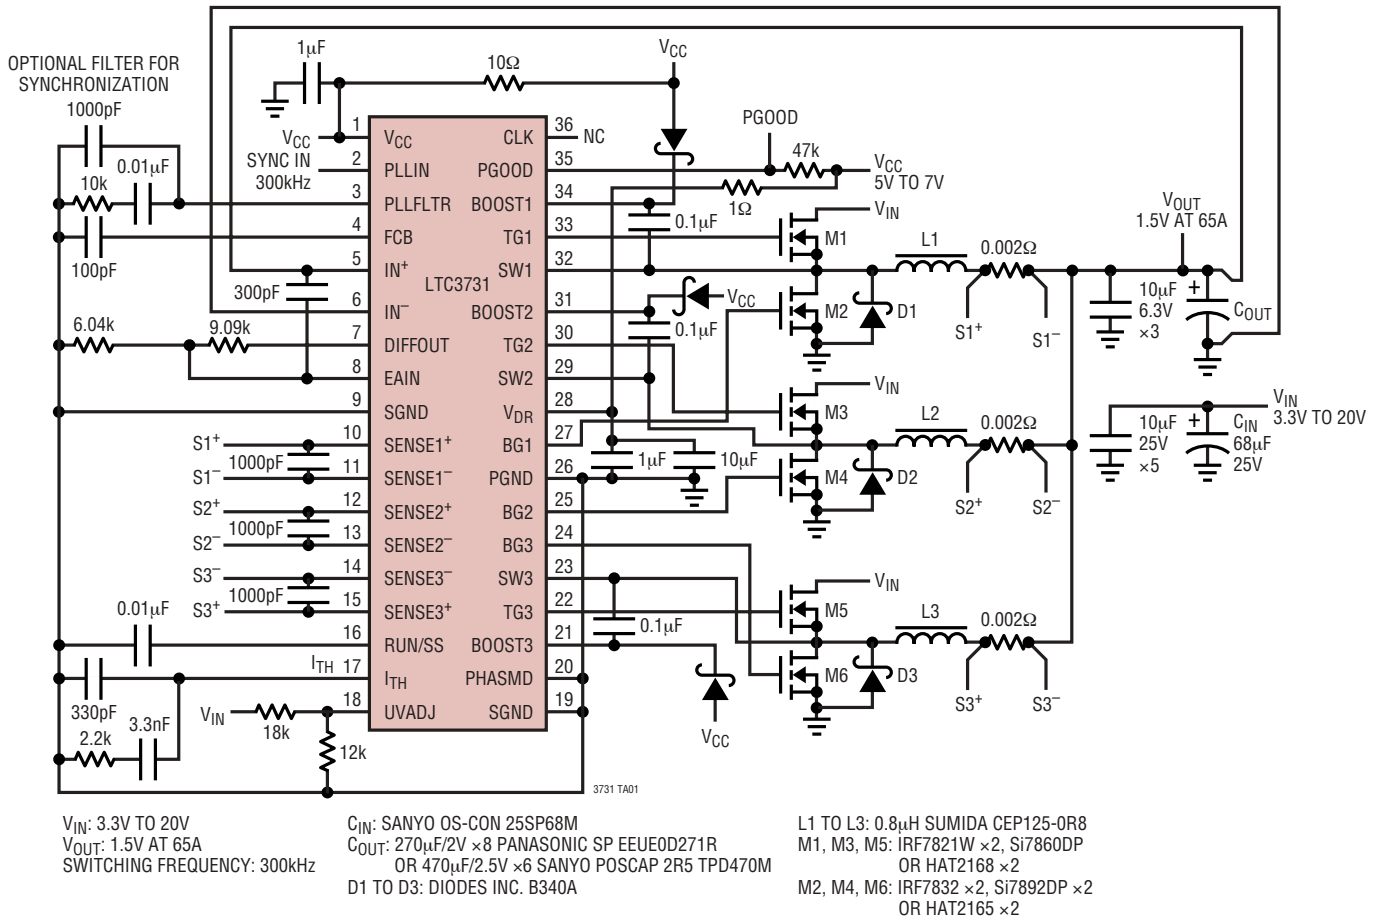 OPTIONAL FILTER FOR
SYNCHRONIZATION
1000pF
0.01µF
10k
100pF
1µF
10Ω
VCC
VCC
SYNC IN
300kHz
300pF
6.04k
9.09k
S1+
1000pF
S1–
S2+
1000pF
S2–
S3–
1000pF
S3+
0.01µF
ITH
330pF
3.3nF
2.2k
VIN
18k
12k
LTC3731
1 VCC
2 PLLIN
3 PLLFLTR
4 FCB
5 IN+
6 IN–
7 DIFFOUT
8 EAIN
9 SGND
10 SENSE1+
11 SENSE1–
12 SENSE2+
13 SENSE2–
14 SENSE3–
15 SENSE3+
16 RUN/SS
17 ITH
18 UVADJ
CLK 36 NC
PGOOD 35
BOOST1 34
TG1 33
SW1 32
BOOST2 31
TG2 30
SW2 29
VDR 28
BG1 27
PGND 26
BG2 25
BG3 24
SW3 23
TG3 22
BOOST3 21
PHASMD 20
SGND 19
PGOOD
47k
VCC
5V TO 7V
1Ω
0.1µF
VCC
0.1µF
1µF
10µF
0.1µF
VCC
VIN
M1
M2
D1
L1
0.002Ω
S1+
S1–
VOUT
1.5V AT 65A
10µF
6.3V
×3
+
COUT
VIN
M3
M4
D2
L2
0.002Ω
S2+
S2–
VIN
3.3V TO 20V
10µF
25V
×5
+
CIN
68µF
25V
VIN
M5
M6
D3
L3
0.002Ω
S3+
S3–
3731 TA01
VIN: 3.3V TO 20V
VOUT: 1.5V AT 65A
SWITCHING FREQUENCY: 300kHz
CIN: SANYO OS-CON 25SP68M
COUT: 270µF/2V ×8 PANASONIC SP EEUE0D271R
OR 470µF/2.5V ×6 SANYO POSCAP 2R5 TPD470M
D1 TO D3: DIODES INC. B340A
L1 TO L3: 0.8µH SUMIDA CEP125-0R8
M1, M3, M5: IRF7821W ×2, Si7860DP
OR HAT2168 ×2
M2, M4, M6: IRF7832 ×2, Si7892DP ×2
OR HAT2165 ×2